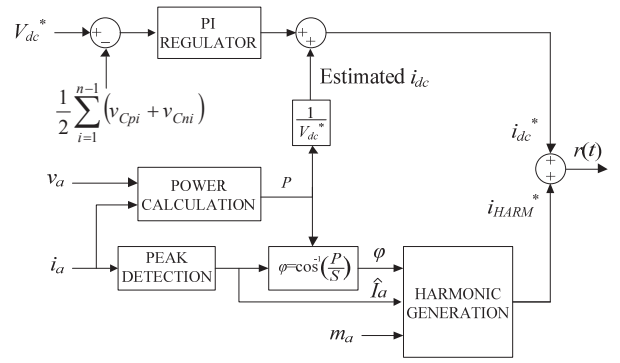 V_dc*
PI
REGULATOR
+
−
+
+
Estimated i_dc
1/2 ∑_{i=1}^{n-1} (v_Cpi + v_Cni)
1/V_dc*
i_dc*
r(t)
+
+
v_a
POWER
CALCULATION
P
i_HARM*
i_a
PEAK
DETECTION
φ=cos⁻¹(P/S)
φ
Î_a
HARMONIC
GENERATION
m_a